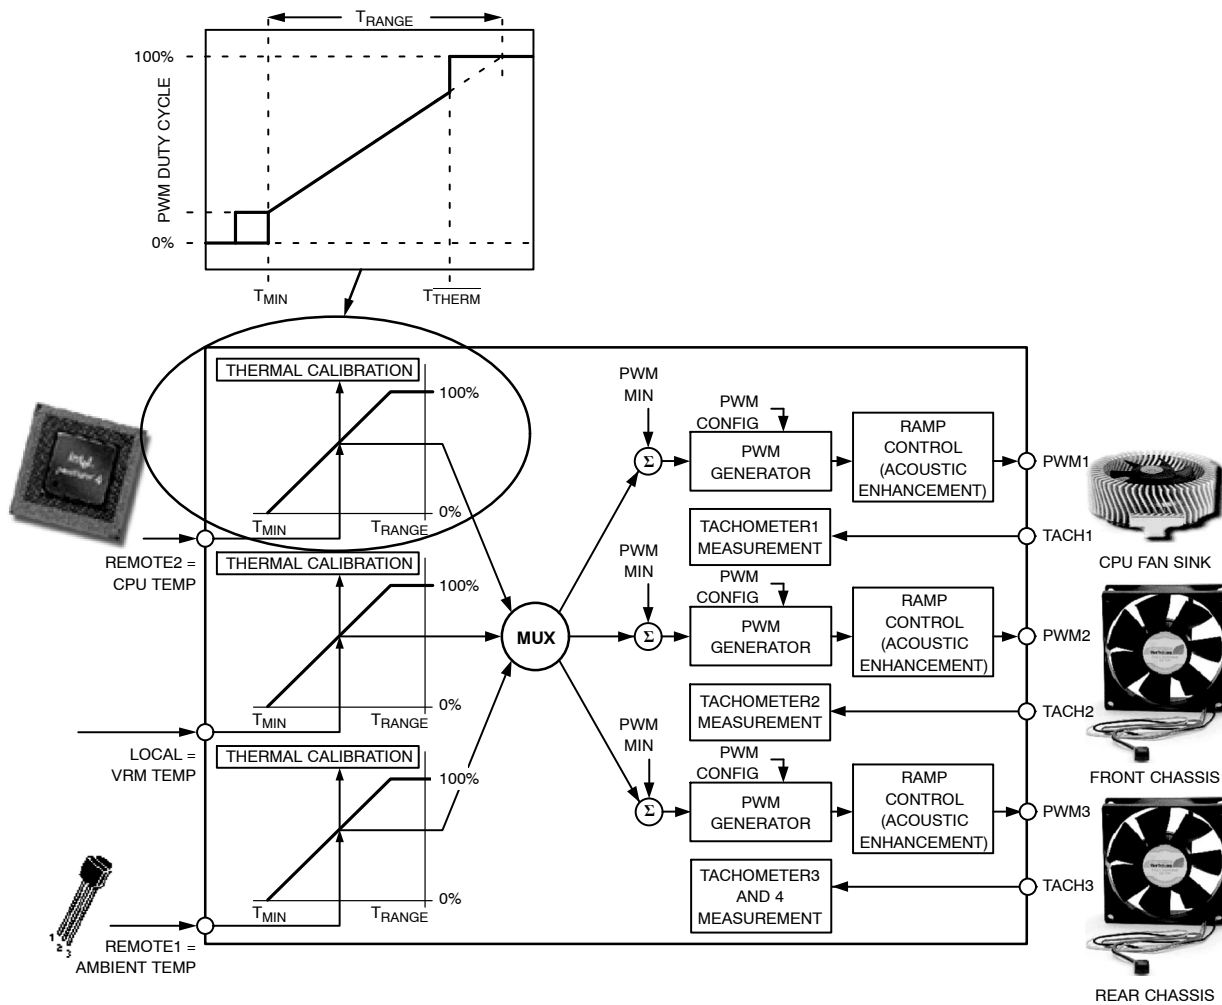 TRANGE
100%
PWM DUTY CYCLE
0%
TMIN
TTHERM
THERMAL CALIBRATION
100%
TMIN
TRANGE
0%
REMOTE2 =
CPU TEMP
THERMAL CALIBRATION
100%
TMIN
TRANGE
0%
LOCAL =
VRM TEMP
THERMAL CALIBRATION
100%
TMIN
TRANGE
0%
REMOTE1 =
AMBIENT TEMP
1
2
3
intel
MUX
PWM
MIN
Σ
PWM
CONFIG
PWM
GENERATOR
RAMP
CONTROL
(ACOUSTIC
ENHANCEMENT)
PWM1
TACHOMETER1
MEASUREMENT
TACH1
CPU FAN SINK
PWM
MIN
Σ
PWM
CONFIG
PWM
GENERATOR
RAMP
CONTROL
(ACOUSTIC
ENHANCEMENT)
PWM2
TACHOMETER2
MEASUREMENT
TACH2
FRONT CHASSIS
PWM
MIN
Σ
PWM
CONFIG
PWM
GENERATOR
RAMP
CONTROL
(ACOUSTIC
ENHANCEMENT)
PWM3
TACHOMETER3
AND 4
MEASUREMENT
TACH3
REAR CHASSIS